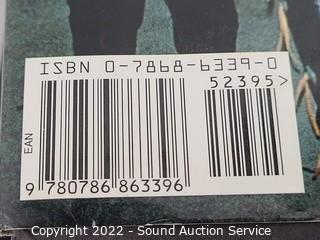 ISBN 0-7868-6339-0
52395>
EAN
9 780786 863396
Copyright 2022 - Sound Auction Service